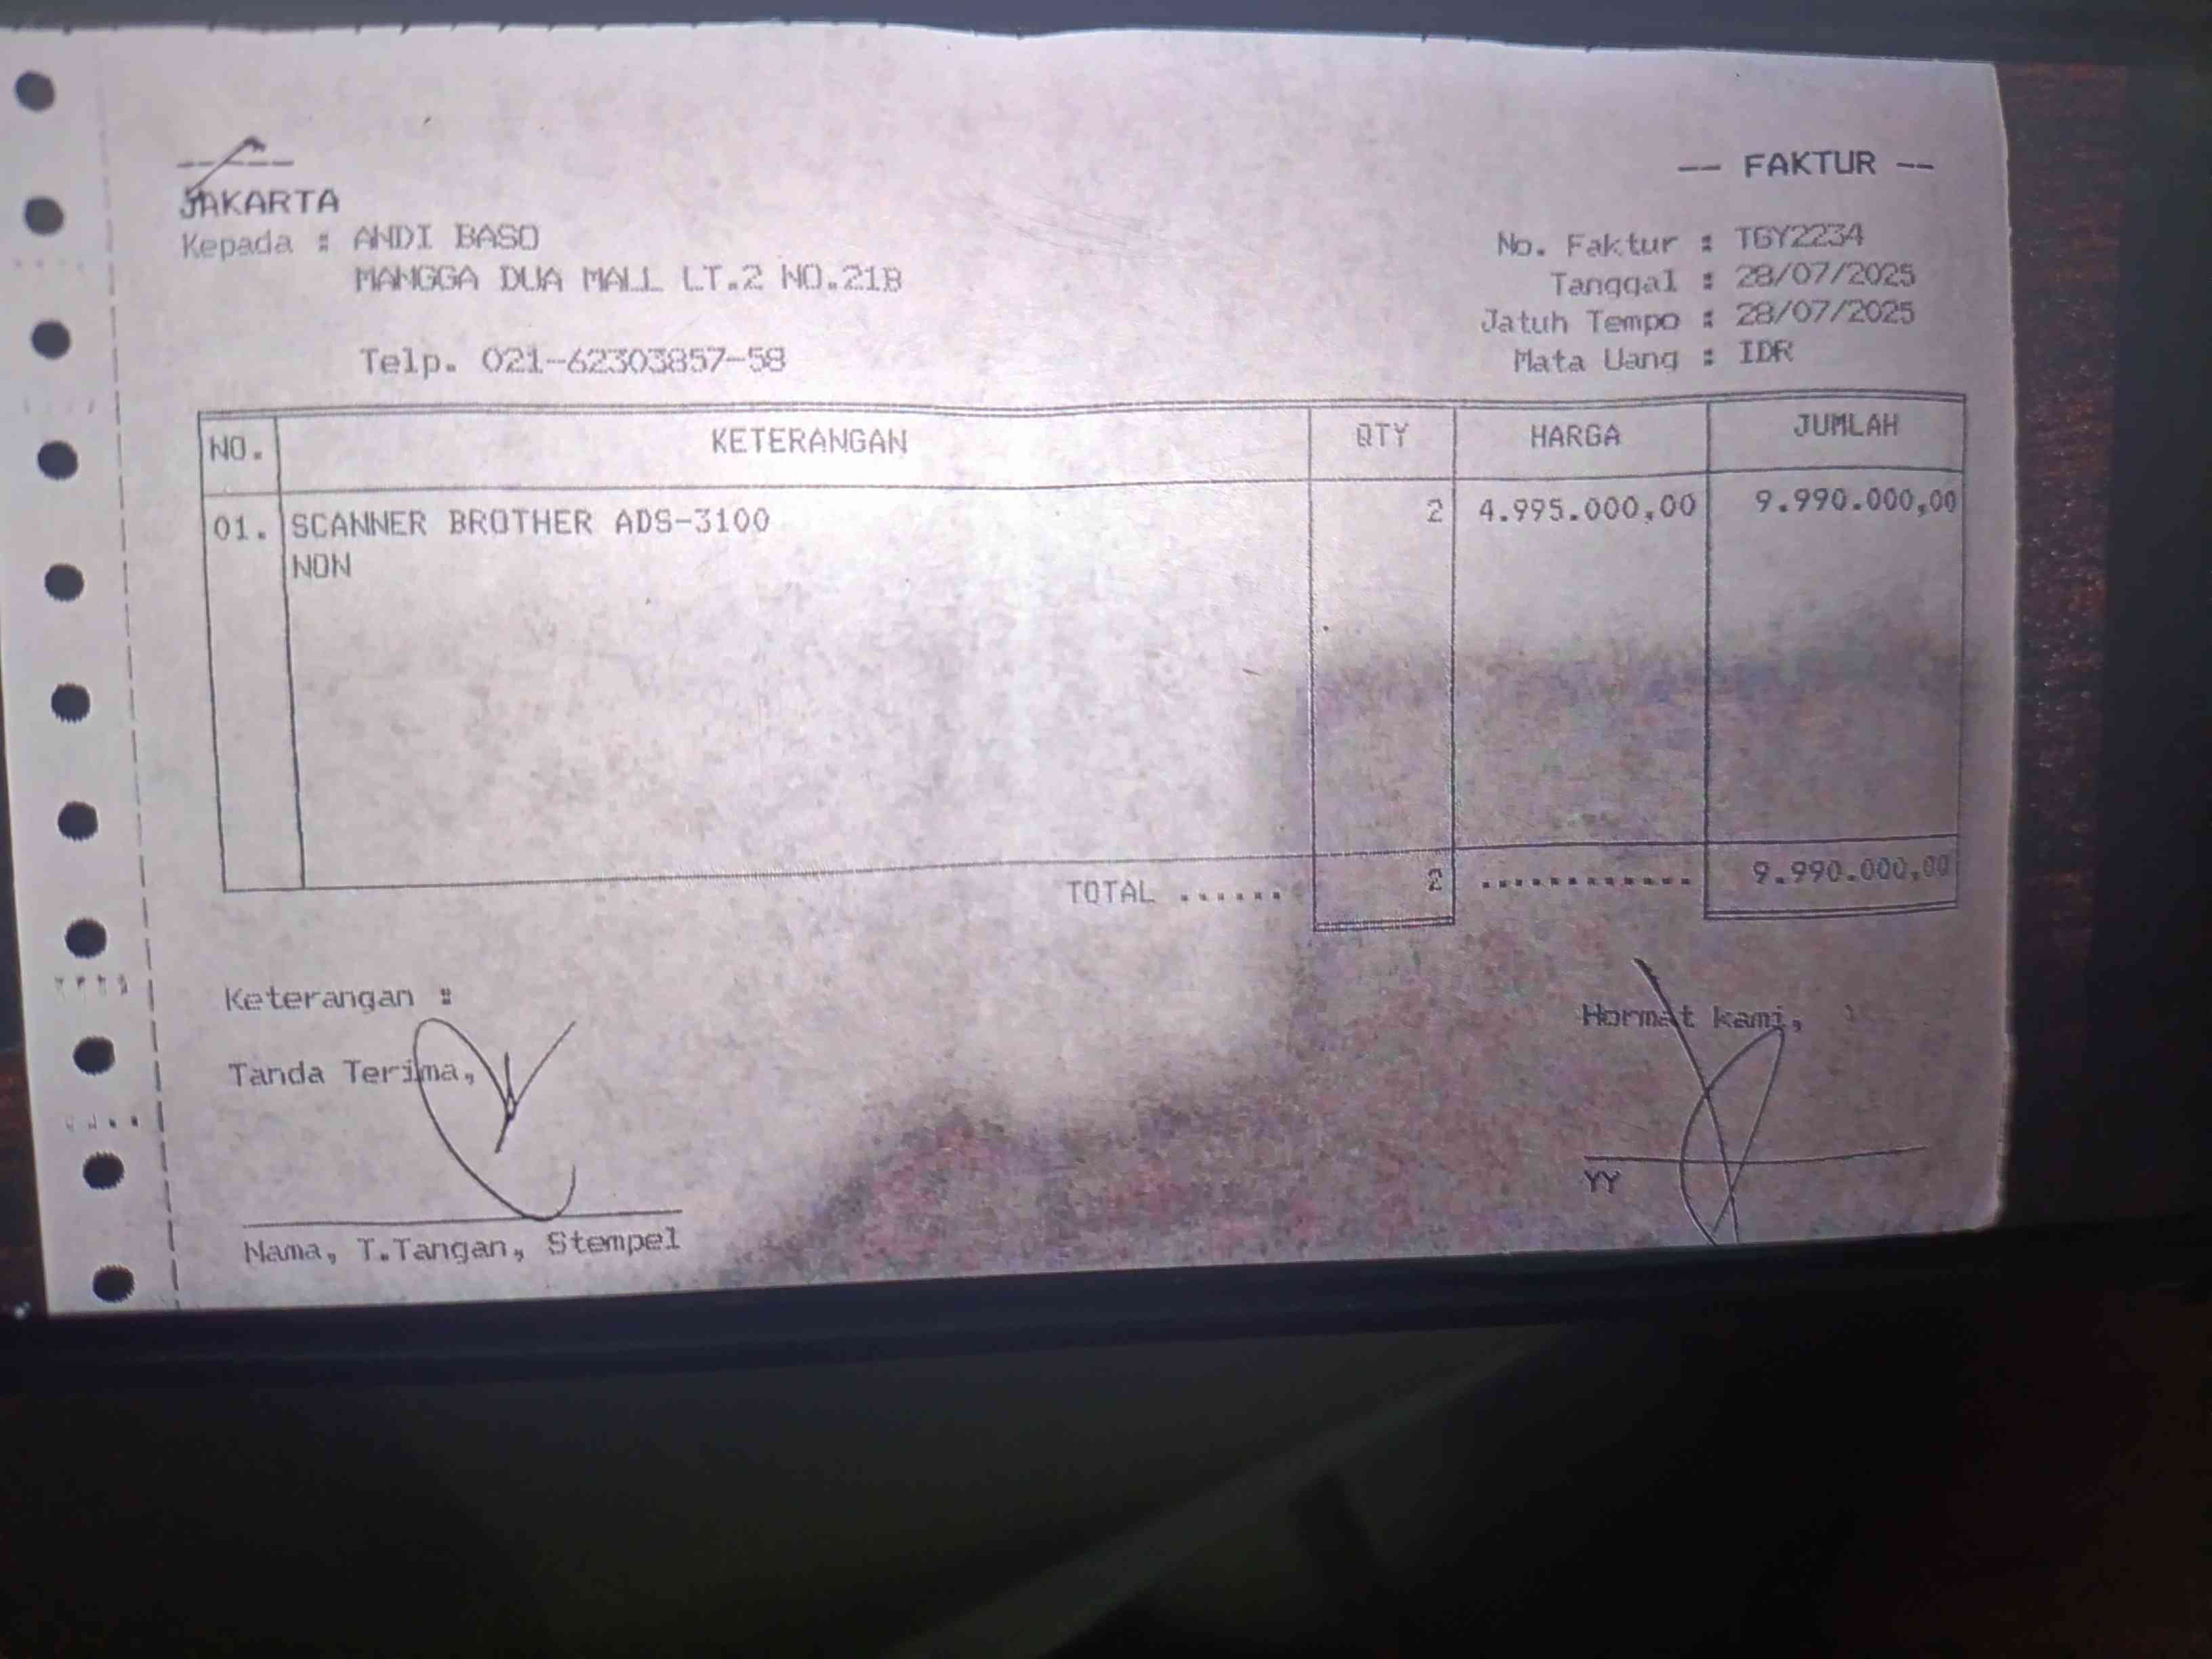 -- FAKTUR --
JAKARTA
Kepada : ANDI BASO
MANGGA DUA MALL LT.2 NO.21B
Telp. 021-62303857-58
No. Faktur : TGY2234
Tanggal : 28/07/2025
Jatuh Tempo : 28/07/2025
Mata Uang : IDR
NO. KETERANGAN QTY HARGA JUMLAH
01. SCANNER BROTHER ADS-3100 2 4.995.000,00 9.990.000,00
NON
TOTAL ...... 2 ............ 9.990.000,00
Keterangan :
Tanda Terima,
Hormat kami,
YY
Nama, T.Tangan, Stempel